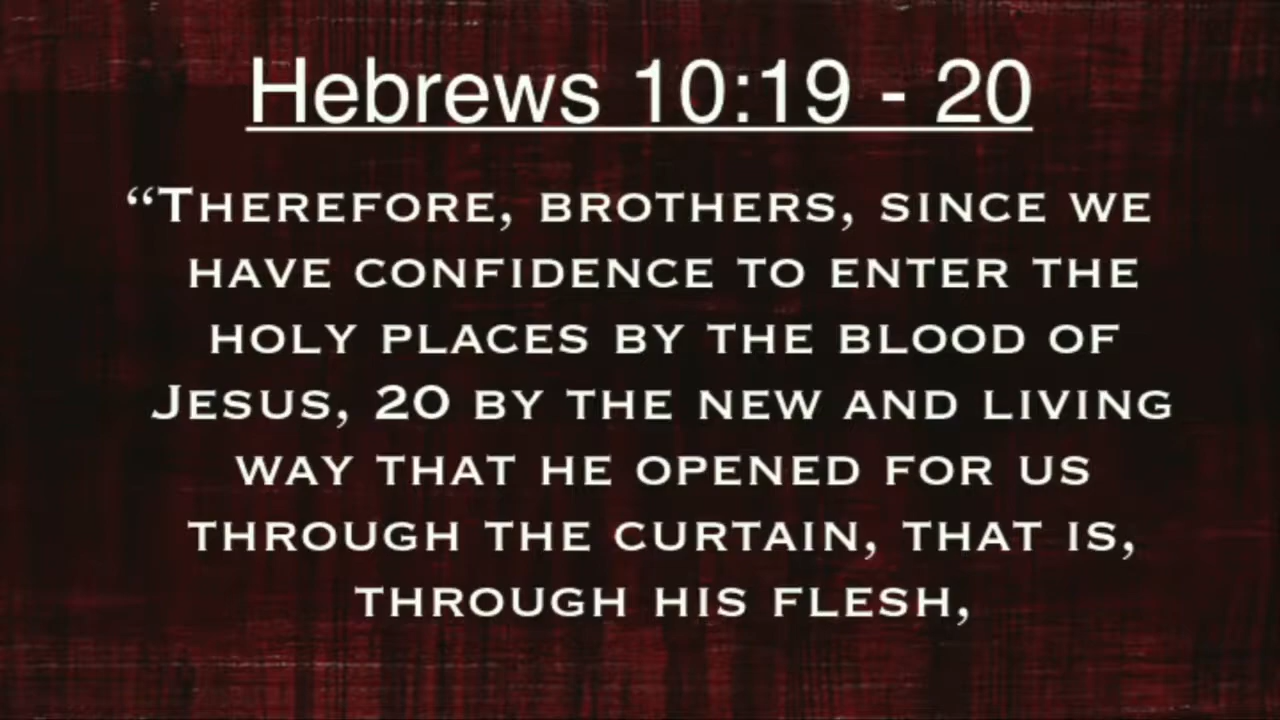 Hebrews 10:19 - 20
“Therefore, brothers, since we
have confidence to enter the
holy places by the blood of
Jesus, 20 by the new and living
way that he opened for us
through the curtain, that is,
through his flesh,